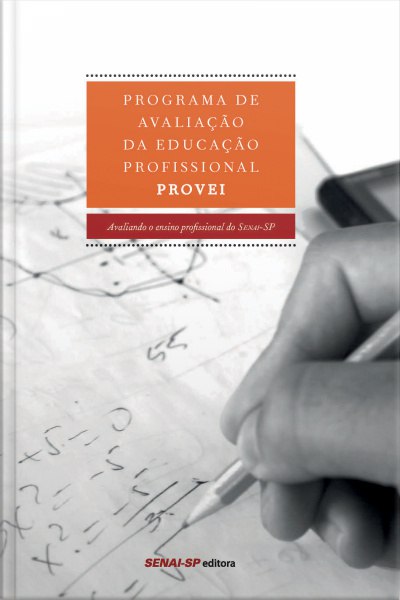 PROGRAMA DE
AVALIAÇÃO
DA EDUCAÇÃO
PROFISSIONAL
PROVEI
Avaliando o ensino profissional do SENAI-SP
SENAI-SP editora